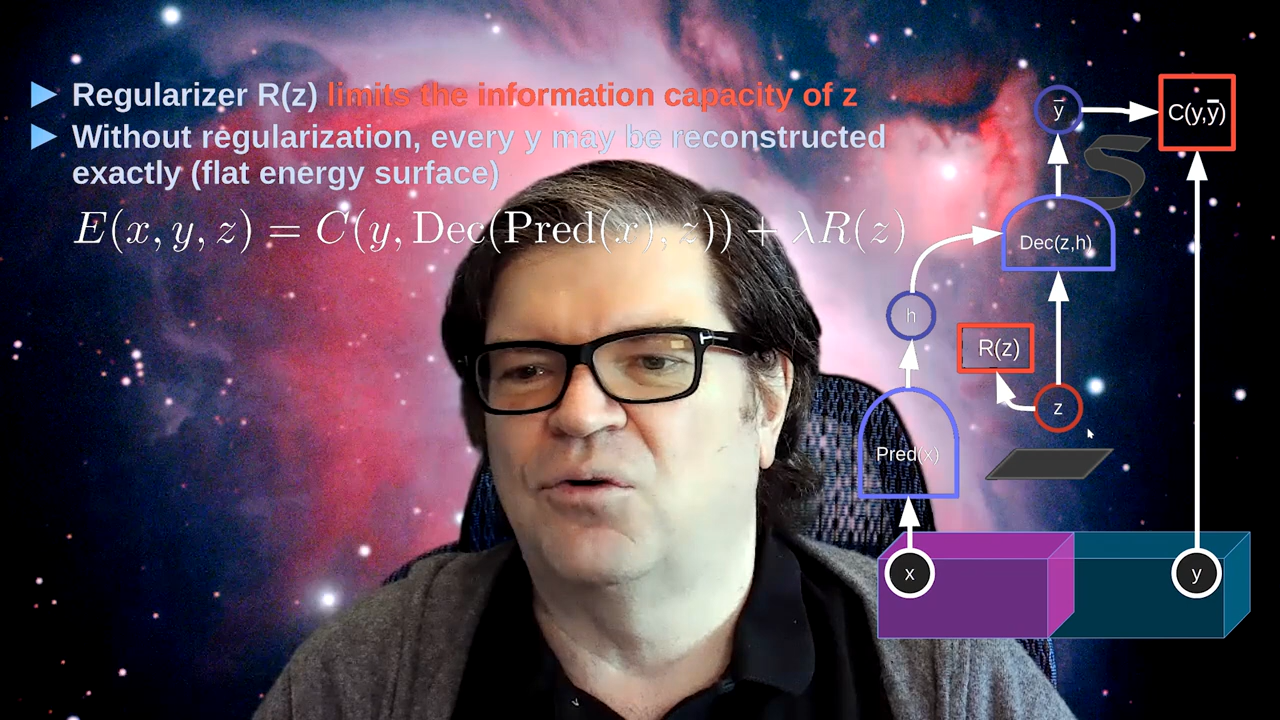 Regularizer R(z) limits the information capacity of z
Without regularization, every y may be reconstructed
exactly (flat energy surface)
E(x, y, z) = C(y, Dec(Pred(x), z)) + λR(z)
ȳ
C(y,ȳ)
Dec(z,h)
h
R(z)
z
Pred(x)
x
y